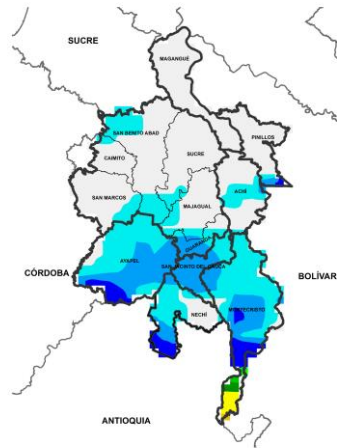 SUCRE
MAGANGUÉ
SAN BENITO ABAD
PINILLOS
CAIMITO
SUCRE
SAN MARCOS
ACHÍ
MAJAGUAL
GUARANDA
CÓRDOBA
AYAPEL
SAN JACINTO DEL CAUCA
BOLÍVAR
MONTECRISTO
NECHÍ
ANTIOQUIA